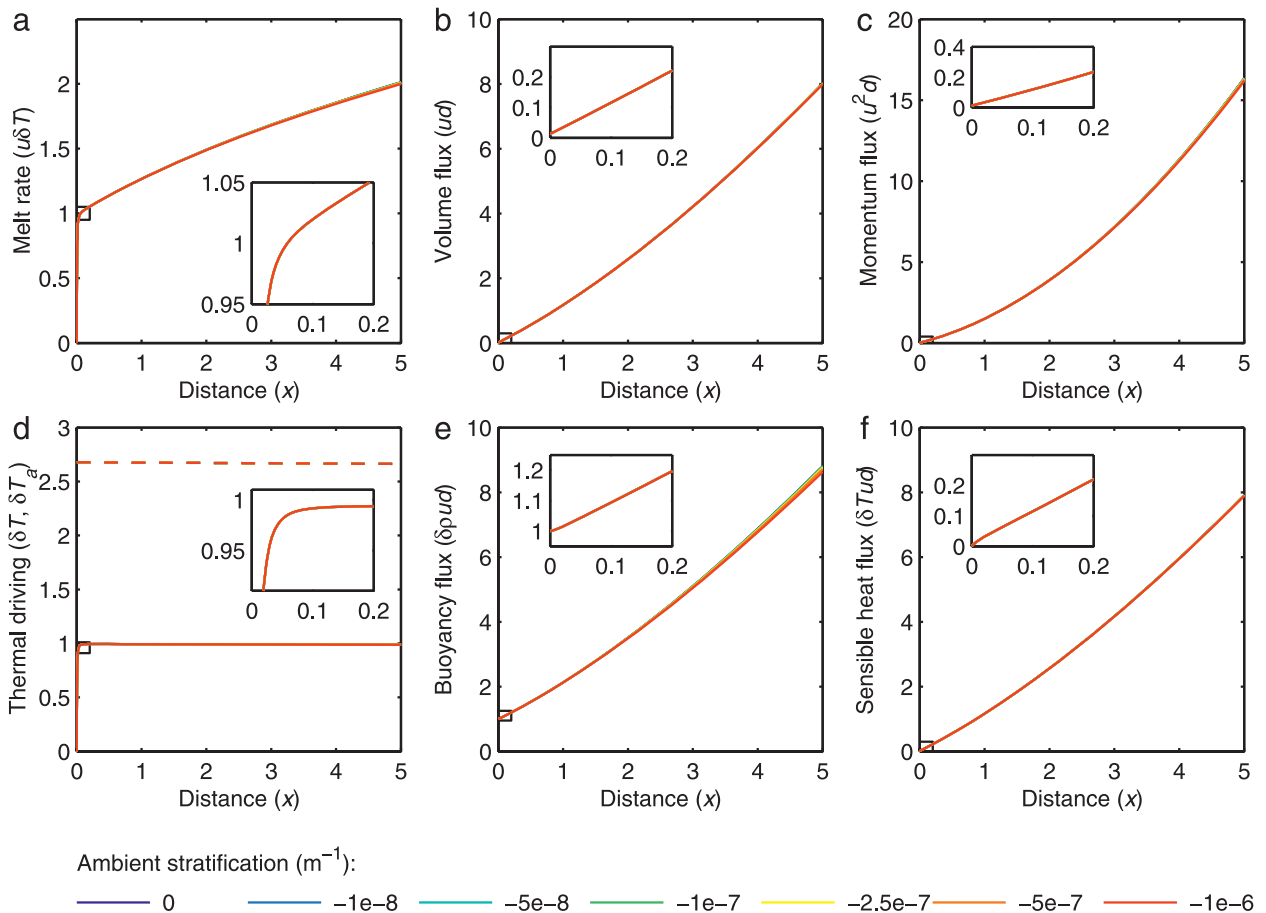 a
Melt rate (uδT)
2
1.5
1
0.5
0
1.05
1
0.95
0 0.1 0.2
0 1 2 3 4 5
Distance (x)
b
Volume flux (ud)
10
8
6
4
2
0
0.2
0.1
0
0 0.1 0.2
0 1 2 3 4 5
Distance (x)
c
Momentum flux (u²d)
20
15
10
5
0
0.4
0.2
0
0 0.1 0.2
0 1 2 3 4 5
Distance (x)
d
Thermal driving (δT, δTₐ)
3
2.5
2
1.5
1
0.5
0
1
0.95
0 0.1 0.2
0 1 2 3 4 5
Distance (x)
e
Buoyancy flux (δρud)
10
8
6
4
2
0
1.2
1.1
1
0 0.1 0.2
0 1 2 3 4 5
Distance (x)
f
Sensible heat flux (δTud)
10
8
6
4
2
0
0.2
0.1
0
0 0.1 0.2
0 1 2 3 4 5
Distance (x)
Ambient stratification (m⁻¹):
0 −1e−8 −5e−8 −1e−7 −2.5e−7 −5e−7 −1e−6